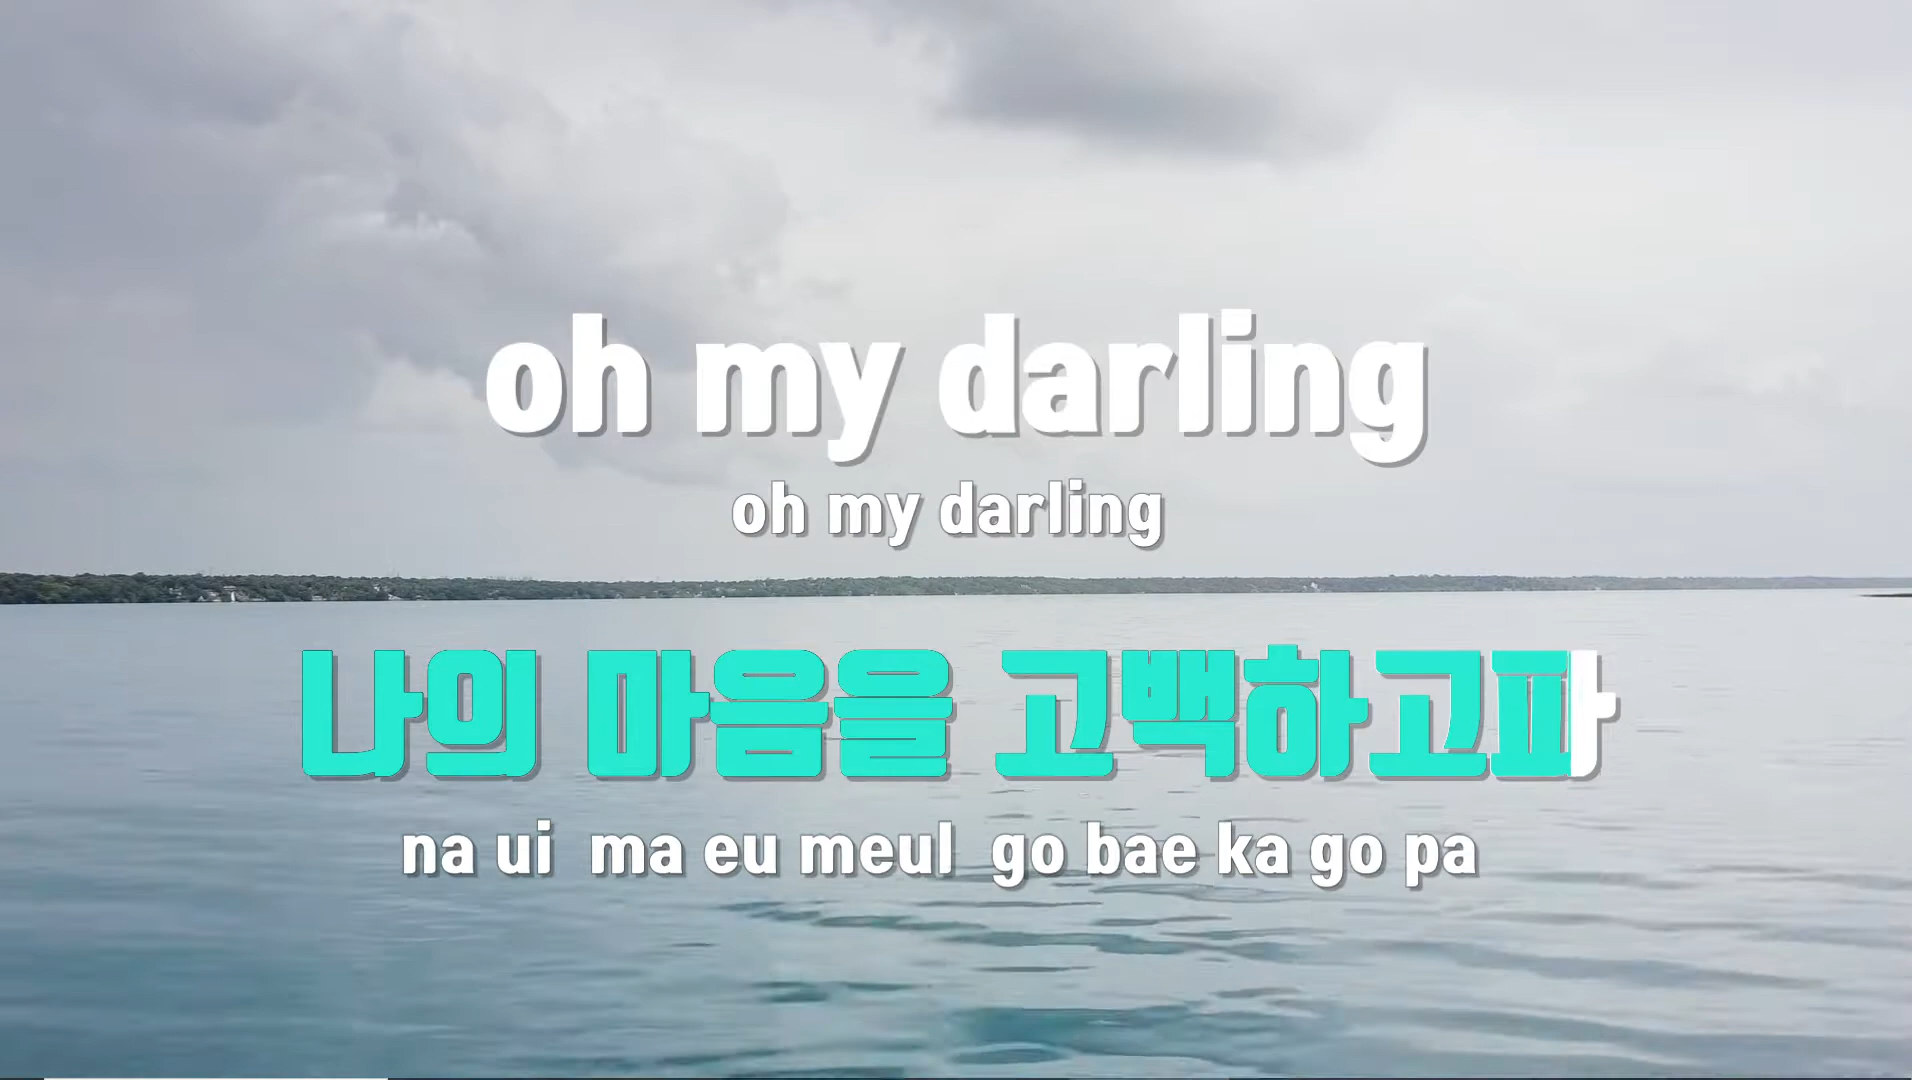 oh my darling
oh my darling
나의 마음을 고백하고파
na ui ma eu meul go bae ka go pa